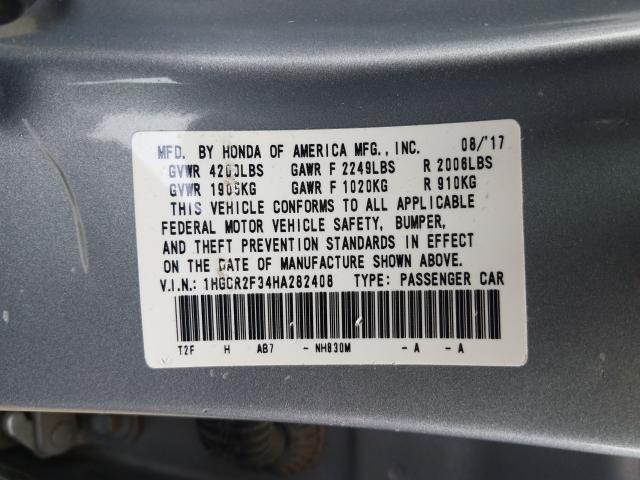 MFD. BY HONDA OF AMERICA MFG., INC. 08/'17
GVWR 4200LBS GAWR F 2249LBS R 2006LBS
GVWR 1905KG GAWR F 1020KG R 910KG
THIS VEHICLE CONFORMS TO ALL APPLICABLE
FEDERAL MOTOR VEHICLE SAFETY, BUMPER,
AND THEFT PREVENTION STANDARDS IN EFFECT
ON THE DATE OF MANUFACTURE SHOWN ABOVE.
V.I.N.: 1HGCR2F34HA282408 TYPE: PASSENGER CAR
T2F H AB7 - NH830M - A - A